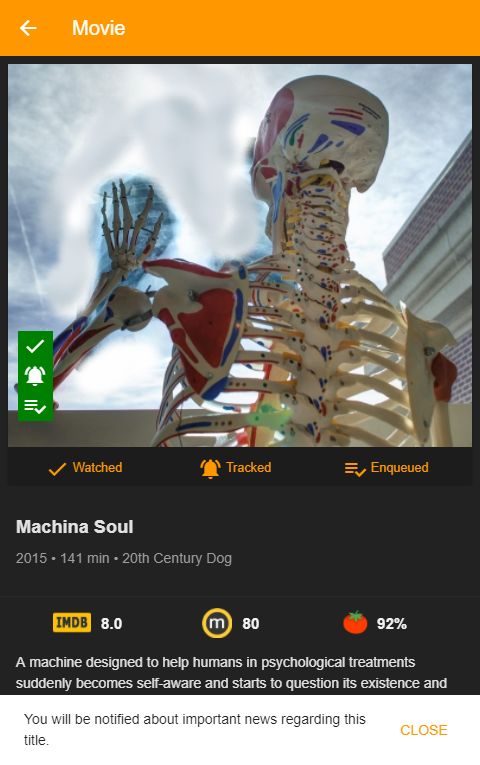 Movie
Watched
Tracked
Enqueued
Machina Soul
2015 • 141 min • 20th Century Dog
IMDB 8.0
m 80
92%
A machine designed to help humans in psychological treatments
suddenly becomes self-aware and starts to question its existence and
You will be notified about important news regarding this
title.
CLOSE